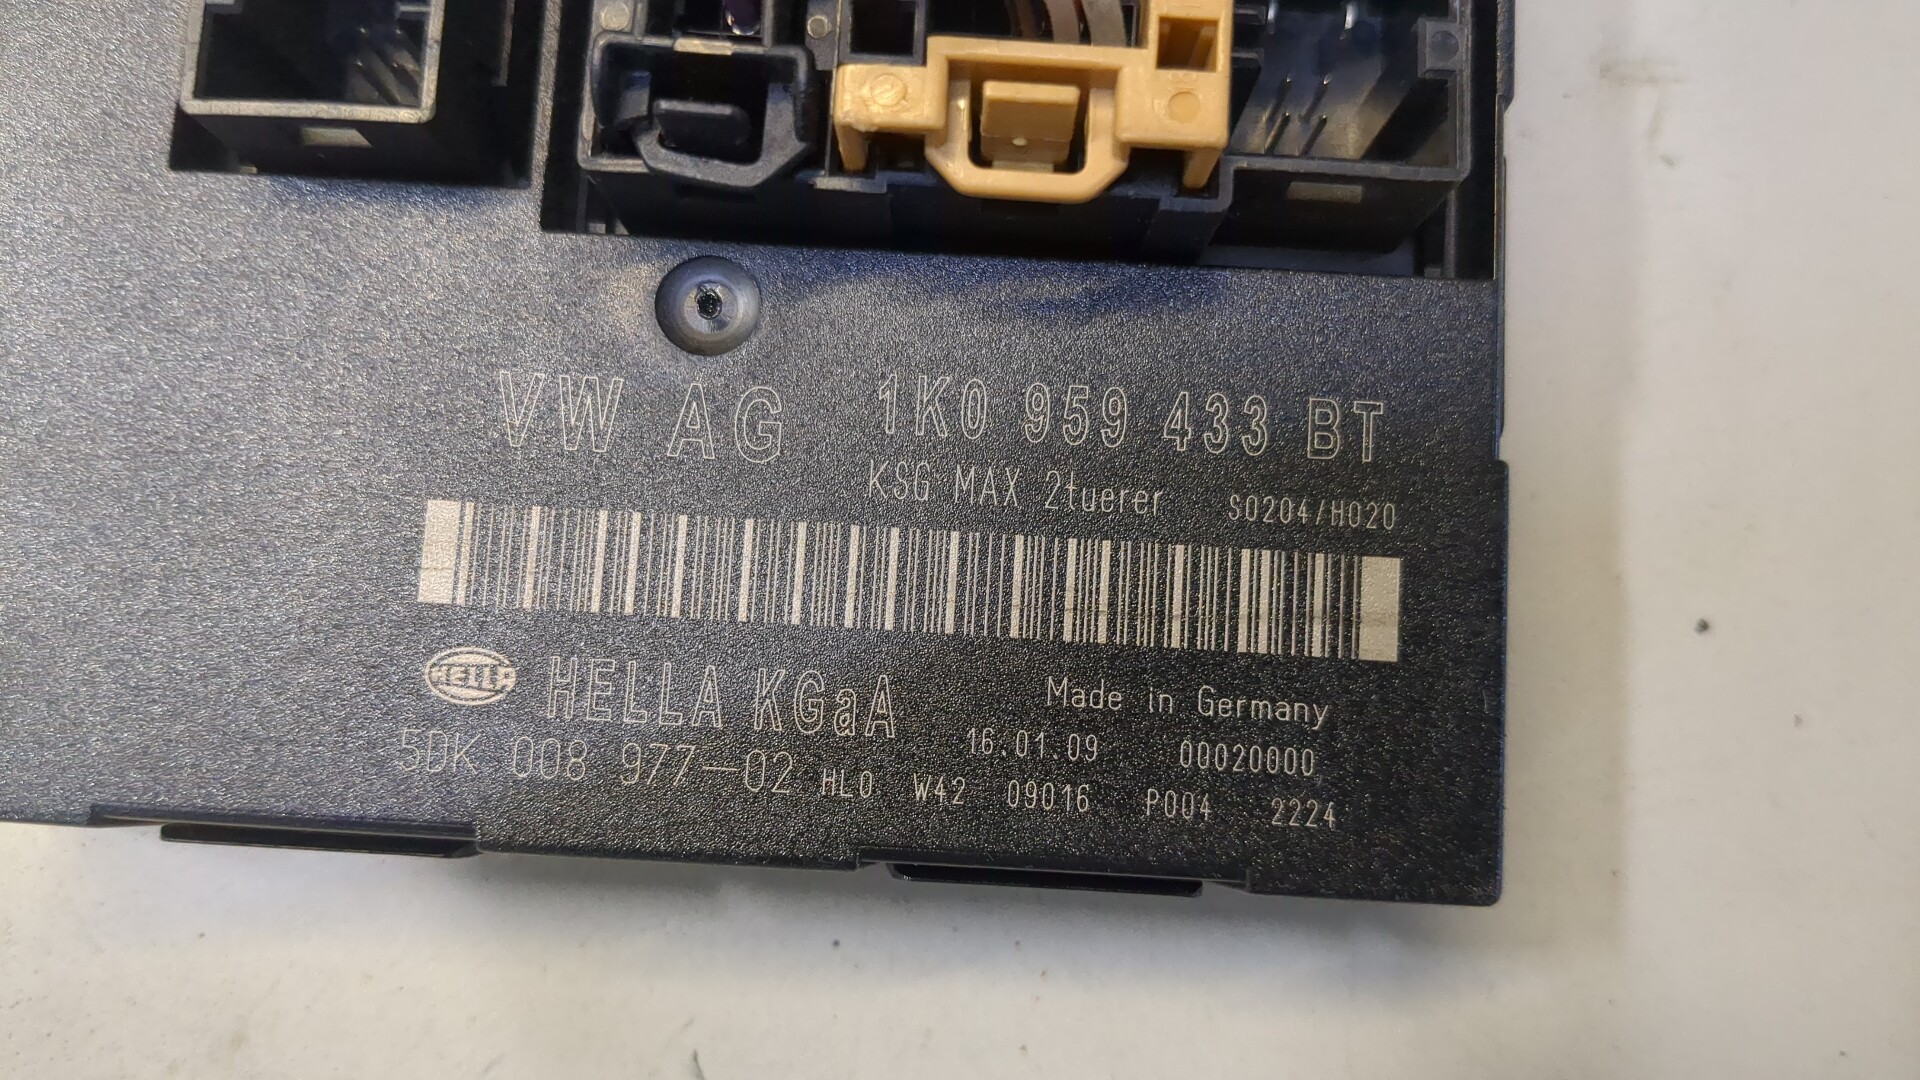 VW AG 1K0 959 433 BT
KSG MAX 2tuerer S0204/H020
HELLA HELLA KGaA Made in Germany
5DK 008 977-02 16.01.09 00020000
HLO W42 09016 P004 2224